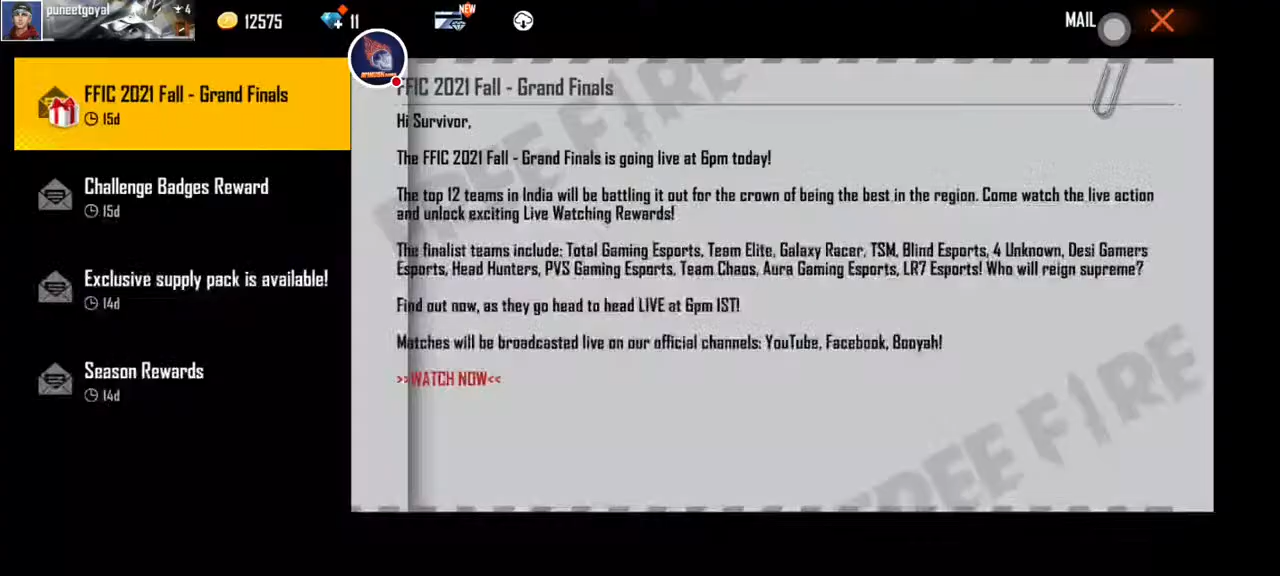 puneetgoyal
4
12575
11
NEW
MAIL
FFIC 2021 Fall - Grand Finals
15d
Challenge Badges Reward
15d
Exclusive supply pack is available!
14d
Season Rewards
14d
FFIC 2021 Fall - Grand Finals
Hi Survivor,
The FFIC 2021 Fall - Grand Finals is going live at 6pm today!
The top 12 teams in India will be battling it out for the crown of being the best in the region. Come watch the live action
and unlock exciting Live Watching Rewards!
The finalist teams include: Total Gaming Esports, Team Elite, Galaxy Racer, TSM, Blind Esports, 4 Unknown, Desi Gamers
Esports, Head Hunters, PVS Gaming Esports, Team Chaos, Aura Gaming Esports, LR7 Esports! Who will reign supreme?
Find out now, as they go head to head LIVE at 6pm IST!
Matches will be broadcasted live on our official channels: YouTube, Facebook, Booyah!
>>WATCH NOW<<
FREE FIRE
FREE FIRE